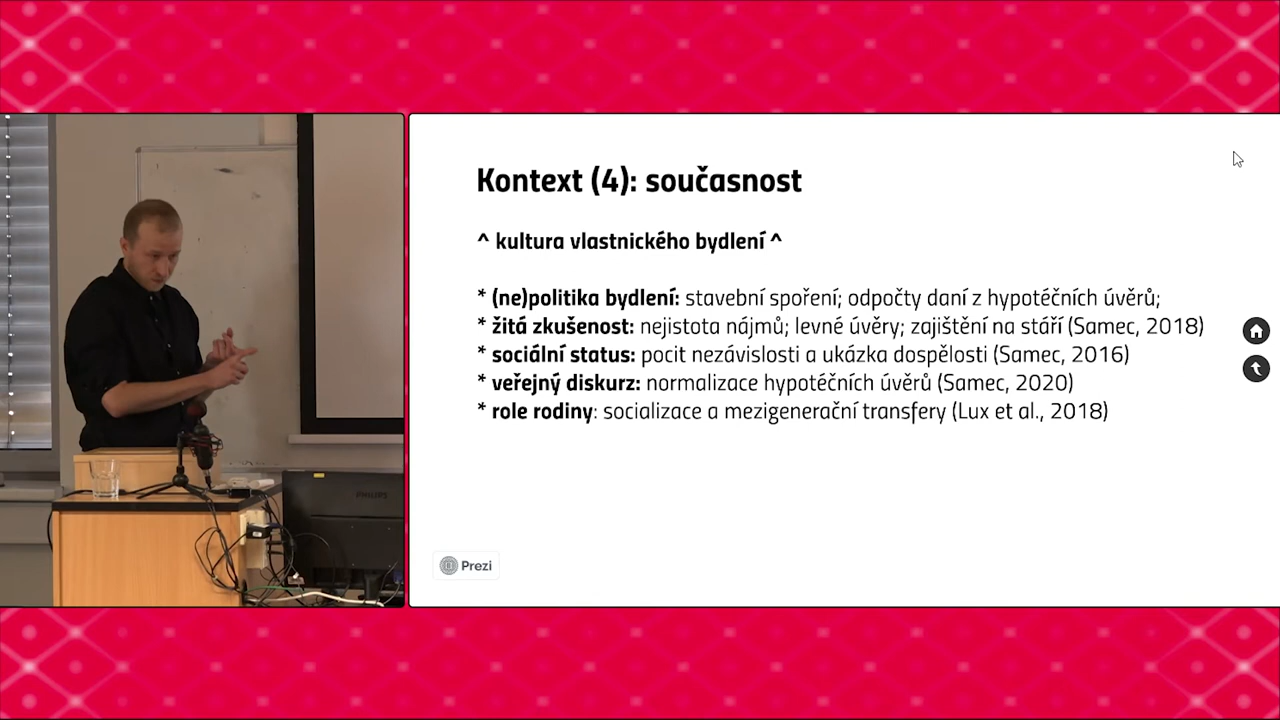 Kontext (4): současnost
^ kultura vlastnického bydlení ^
* (ne)politika bydlení: stavební spoření; odpočty daní z hypotéčních úvěrů;
* žitá zkušenost: nejistota nájmů; levné úvěry; zajištění na stáří (Samec, 2018)
* sociální status: pocit nezávislosti a ukázka dospělosti (Samec, 2016)
* veřejný diskurz: normalizace hypotéčních úvěrů (Samec, 2020)
* role rodiny: socializace a mezigenerační transfery (Lux et al., 2018)
PHILIPS
Prezi